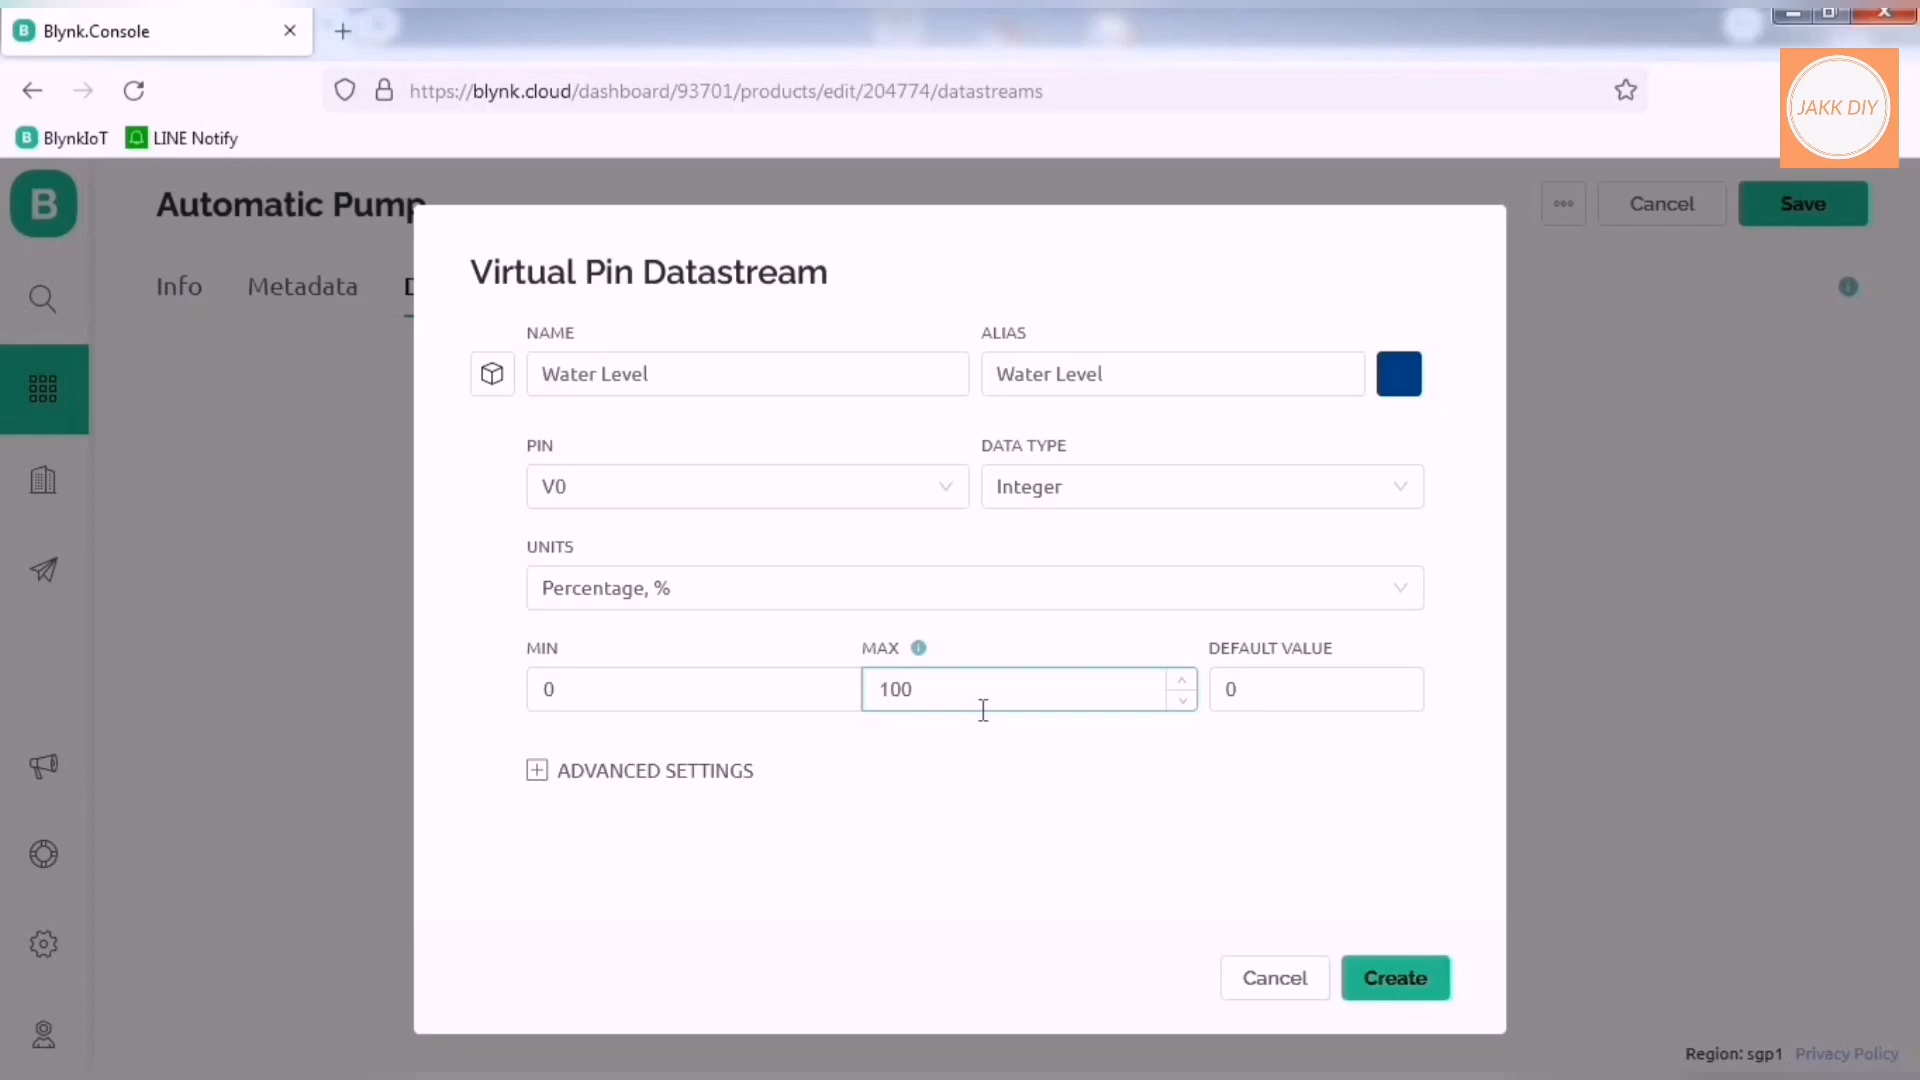 Blynk.Console
https://blynk.cloud/dashboard/93701/products/edit/204774/datastreams
BlynkIoT LINE Notify
JAKK DIY
B
Automatic Pump
Cancel Save
Info Metadata
Virtual Pin Datastream
NAME ALIAS
Water Level Water Level
PIN DATA TYPE
V0 Integer
UNITS
Percentage, %
MIN MAX DEFAULT VALUE
0 100 0
ADVANCED SETTINGS
Cancel Create
Region: sgp1 Privacy Policy